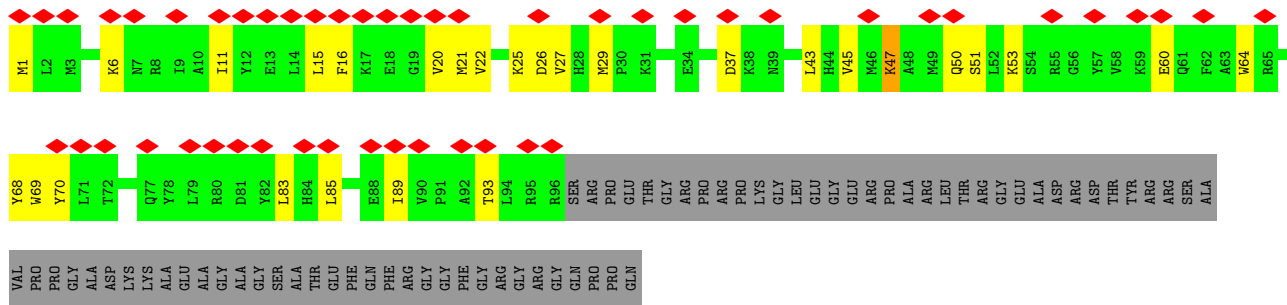 M1 L2 M3 K6 N7 R8 I9 A10 I11 Y12 E13 L14 L15 F16 K17 E18 G19 V20 M21 V22 K25 D26 V27 H28 M29 P30 K31 E34 D37 K38 N39 L43 H44 V45 M46 K47 A48 M49 Q50 S51 L52 K53 S54 R55 G56 Y57 V58 K59 E60 Q61 F62 A63 W64 R65
Y68 W69 Y70 L71 T72 Q77 Y78 L79 R80 D81 Y82 L83 H84 L85 E88 I89 V90 P91 A92 T93 L94 R95 R96 SER ARG PRO GLU THR GLY ARG PRO ARG PRO LYS GLY LEU GLU GLY GLU ARG PRO ALA ARG LEU THR ARG GLY GLU ALA ASP ARG ASP THR TYR ARG ARG SER ALA
VAL PRO PRO GLY ALA ASP LYS LYS ALA GLU ALA GLY ALA GLY SER ALA THR GLU PHE GLN PHE ARG GLY GLY PHE GLY ARG GLY ARG GLY GLN PRO PRO GLN